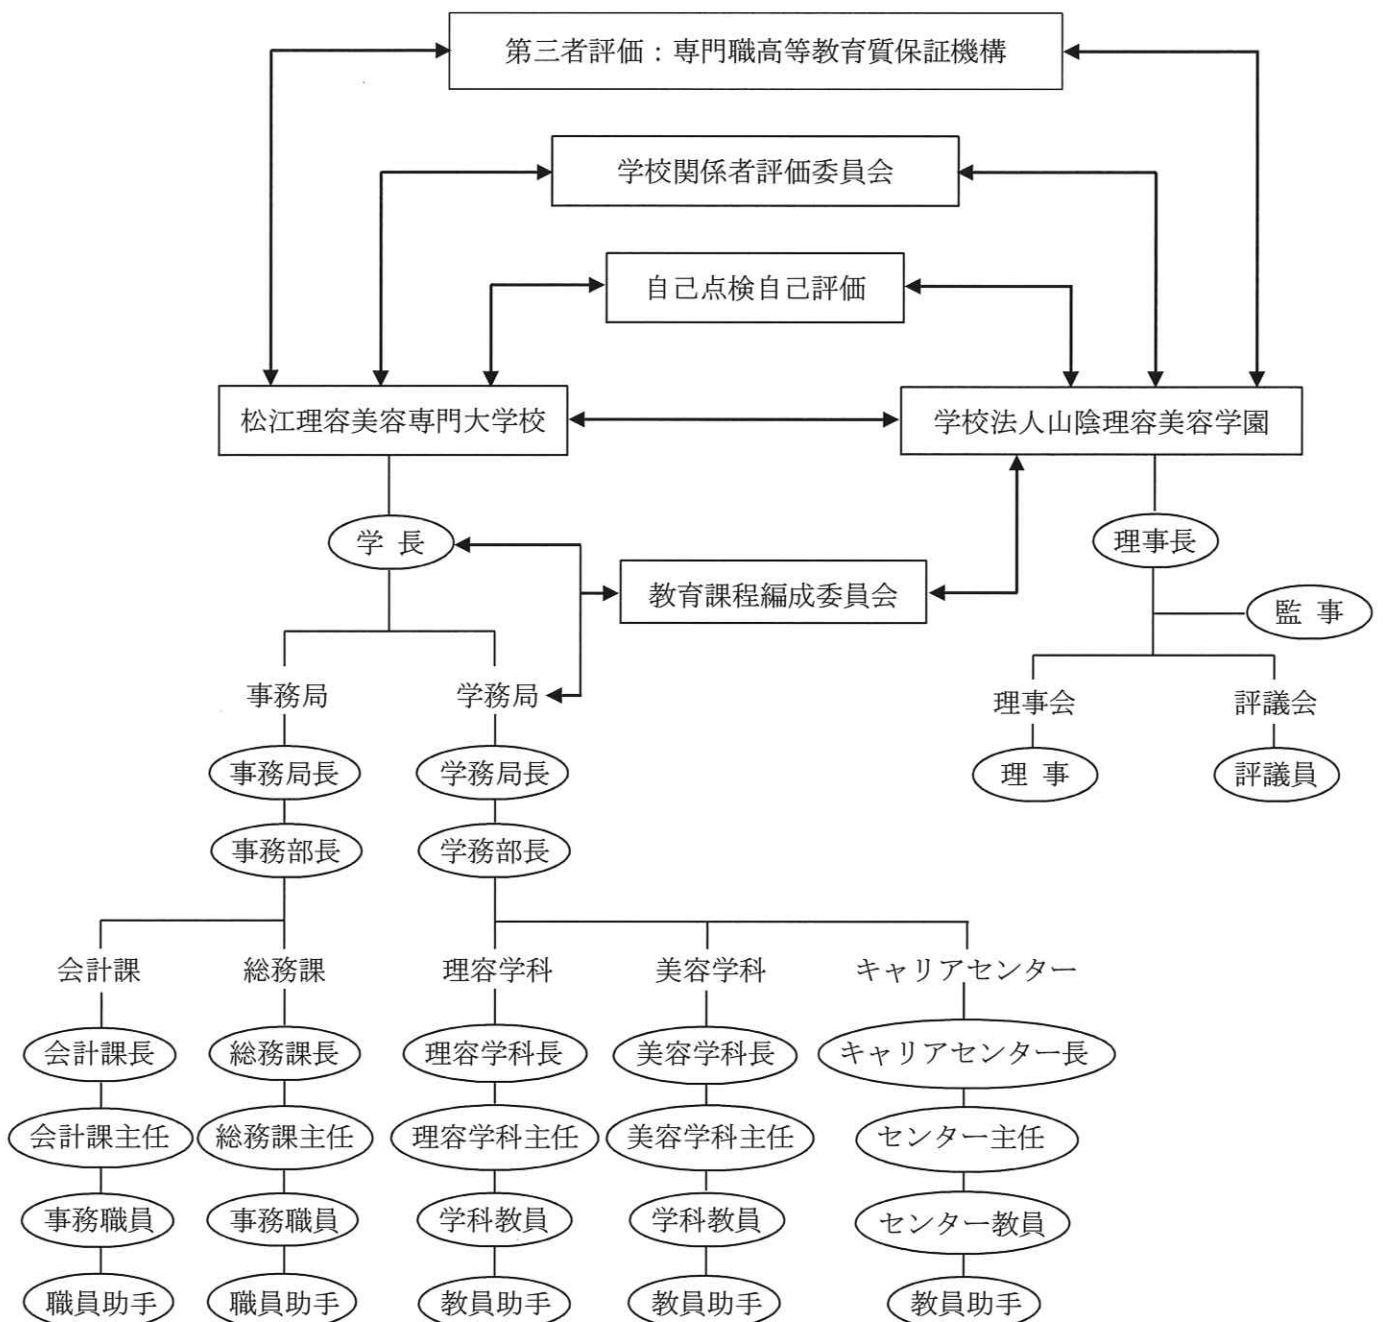 第三者評価：専門職高等教育質保証機構
学校関係者評価委員会
自己点検自己評価
松江理容美容専門大学校
学校法人山陰理容美容学園
学 長
理事長
教育課程編成委員会
監 事
事務局
学務局
理事会
評議会
事務局長
学務局長
理 事
評議員
事務部長
学務部長
会計課
総務課
理容学科
美容学科
キャリアセンター
会計課長
総務課長
理容学科長
美容学科長
キャリアセンター長
会計課主任
総務課主任
理容学科主任
美容学科主任
センター主任
事務職員
事務職員
学科教員
学科教員
センター教員
職員助手
職員助手
教員助手
教員助手
教員助手